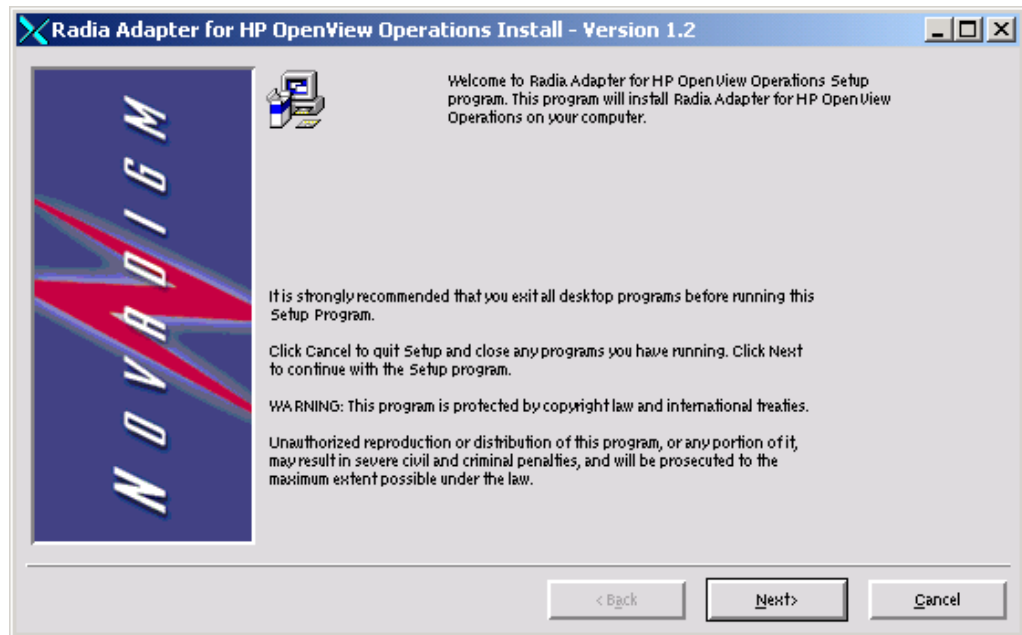 Radia Adapter for HP OpenView Operations Install - Version 1.2
NOVADIGM
Welcome to Radia Adapter for HP OpenView Operations Setup
program. This program will install Radia Adapter for HP OpenView
Operations on your computer.
It is strongly recommended that you exit all desktop programs before running this
Setup Program.
Click Cancel to quit Setup and close any programs you have running. Click Next
to continue with the Setup program.
WARNING: This program is protected by copyright law and international treaties.
Unauthorized reproduction or distribution of this program, or any portion of it,
may result in severe civil and criminal penalties, and will be prosecuted to the
maximum extent possible under the law.
< Back
Next>
Cancel